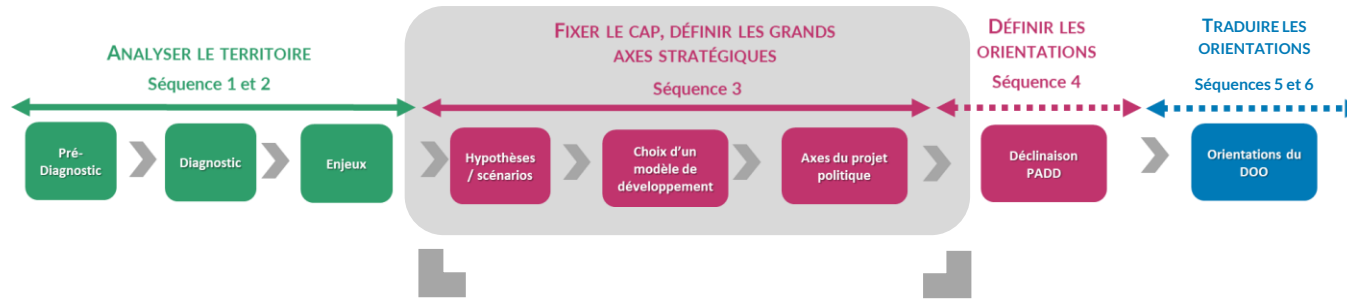 ANALYSER LE TERRITOIRE
Séquence 1 et 2
FIXER LE CAP, DÉFINIR LES GRANDS
AXES STRATÉGIQUES
Séquence 3
DÉFINIR LES
ORIENTATIONS
Séquence 4
TRADUIRE LES
ORIENTATIONS
Séquences 5 et 6
Pré-
Diagnostic
Diagnostic
Enjeux
Hypothèses
/ scénarios
Choix d'un
modèle de
développement
Axes du projet
politique
Déclinaison
PADD
Orientations du
DOO